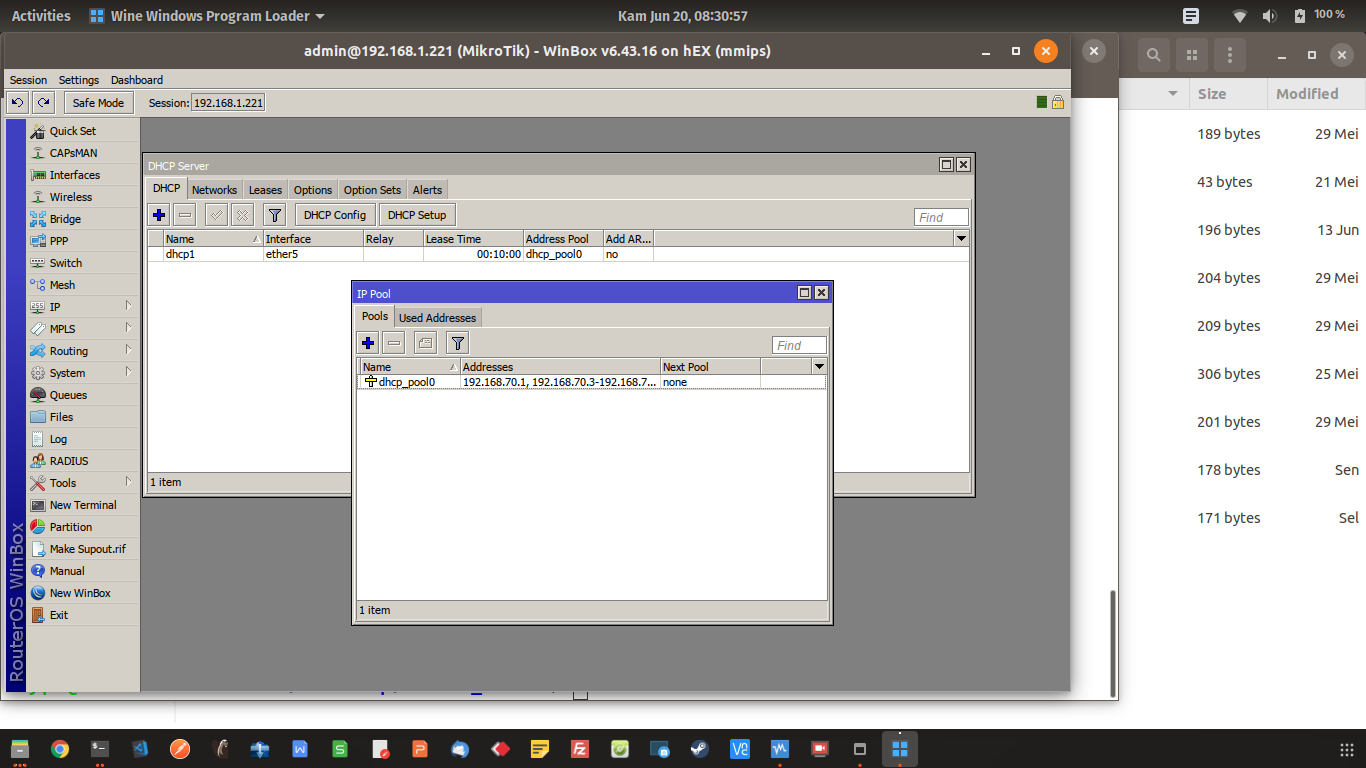 Activities Wine Windows Program Loader Kam Jun 20, 08:30:57 100 %
admin@192.168.1.221 (MikroTik) - WinBox v6.43.16 on hEX (mmips)
Session Settings Dashboard
Safe Mode Session: 192.168.1.221
Quick Set
CAPsMAN
Interfaces
Wireless
Bridge
PPP
Switch
Mesh
IP
MPLS
Routing
System
Queues
Files
Log
RADIUS
Tools
New Terminal
Partition
Make Supout.rif
Manual
New WinBox
Exit
RouterOS WinBox
DHCP Server
DHCP Networks Leases Options Option Sets Alerts
DHCP Config DHCP Setup Find
Name Interface Relay Lease Time Address Pool Add AR...
dhcp1 ether5 00:10:00 dhcp_pool0 no
1 item
IP Pool
Pools Used Addresses
Find
Name Addresses Next Pool
dhcp_pool0 192.168.70.1, 192.168.70.3-192.168.7... none
1 item
Size Modified
189 bytes 29 Mei
43 bytes 21 Mei
196 bytes 13 Jun
204 bytes 29 Mei
209 bytes 29 Mei
306 bytes 25 Mei
201 bytes 29 Mei
178 bytes Sen
171 bytes Sel